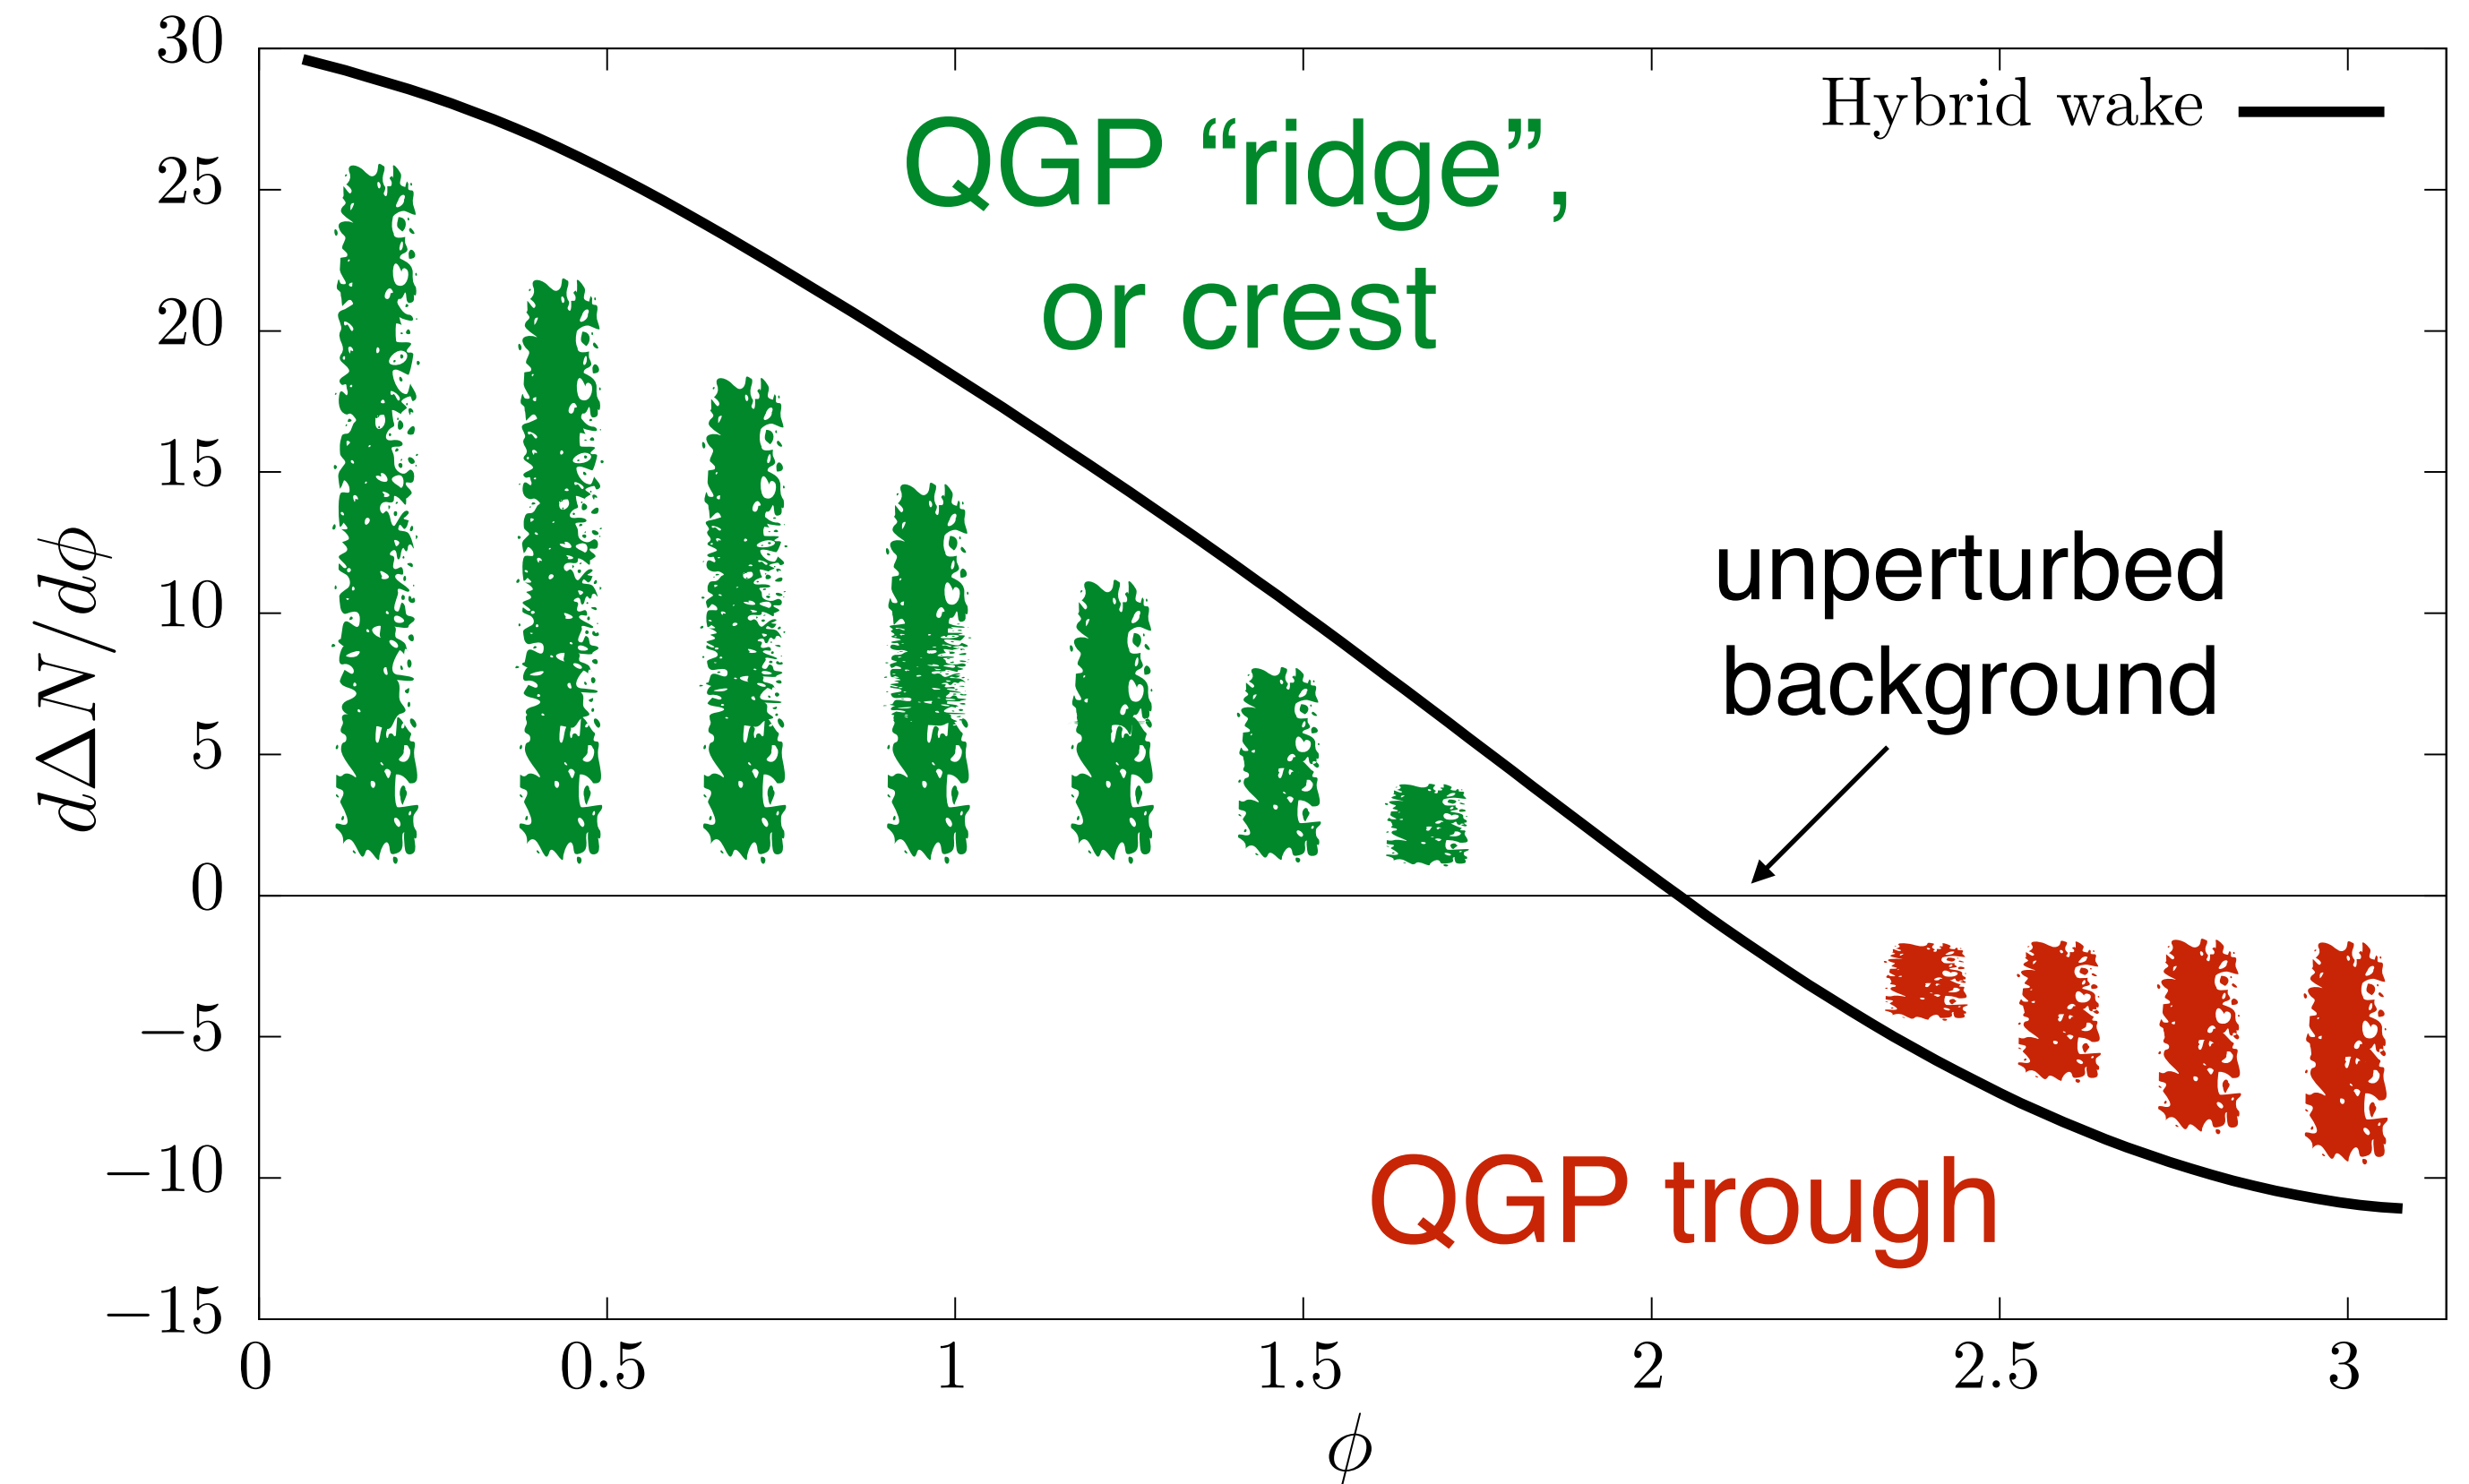 30
25
20
15
10
5
0
−5
−10
−15
dΔN/dϕ
QGP “ridge”,
or crest
Hybrid wake
unperturbed
background
QGP trough
0 0.5 1 1.5 2 2.5 3
ϕ